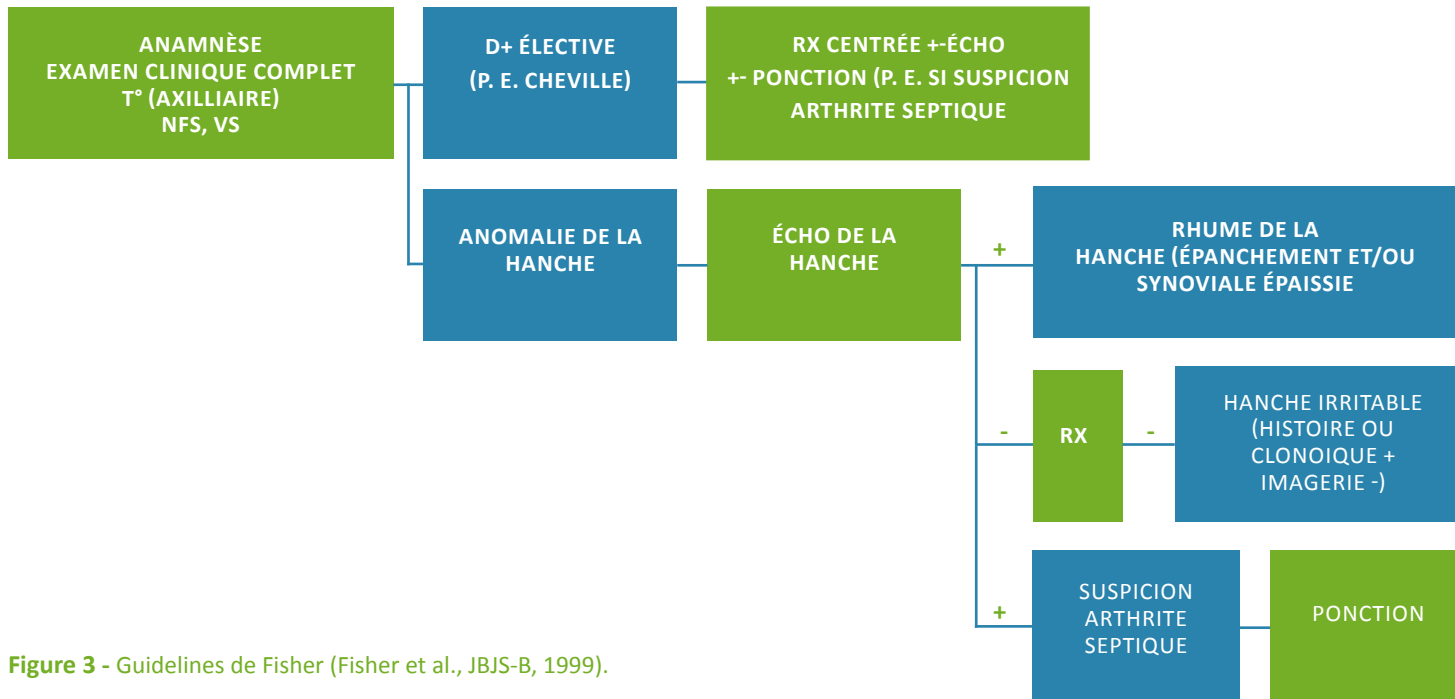 ANAMNÈSE
EXAMEN CLINIQUE COMPLET
T° (AXILLIAIRE)
NFS, VS
D+ ÉLECTIVE
(P. E. CHEVILLE)
RX CENTRÉE +-ÉCHO
+- PONCTION (P. E. SI SUSPICION
ARTHRITE SEPTIQUE
ANOMALIE DE LA
HANCHE
ÉCHO DE LA
HANCHE
+
RHUME DE LA
HANCHE (ÉPANCHEMENT ET/OU
SYNOVIALE ÉPAISSIE
-
RX
-
HANCHE IRRITABLE
(HISTOIRE OU
CLONOIQUE +
IMAGERIE -)
+
SUSPICION
ARTHRITE
SEPTIQUE
PONCTION
Figure 3 - Guidelines de Fisher (Fisher et al., JBJS-B, 1999).